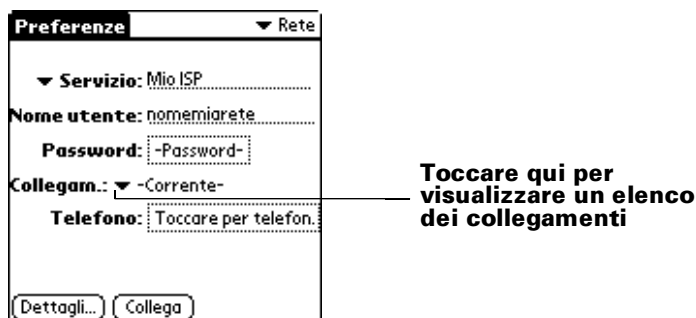 Preferenze ▼ Rete
▼ Servizio: Mio ISP
Nome utente: nomemiarete
Password: -Password-
Collegam.: ▼ -Corrente-
Telefono: Toccare per telefon.
Dettagli... Collega
Toccare qui per
visualizzare un elenco
dei collegamenti